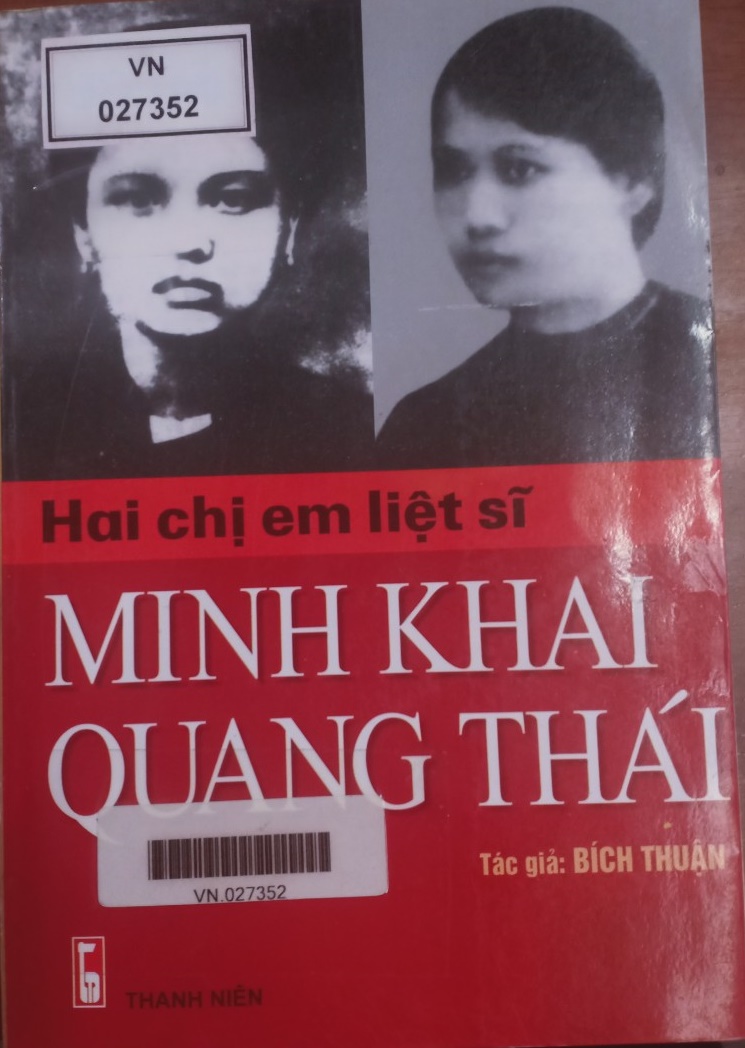 VN
027352
Hai chị em liệt sĩ
MINH KHAI
QUANG THÁI
Tác giả: BÍCH THUẬN
VN.027352
THANH NIÊN